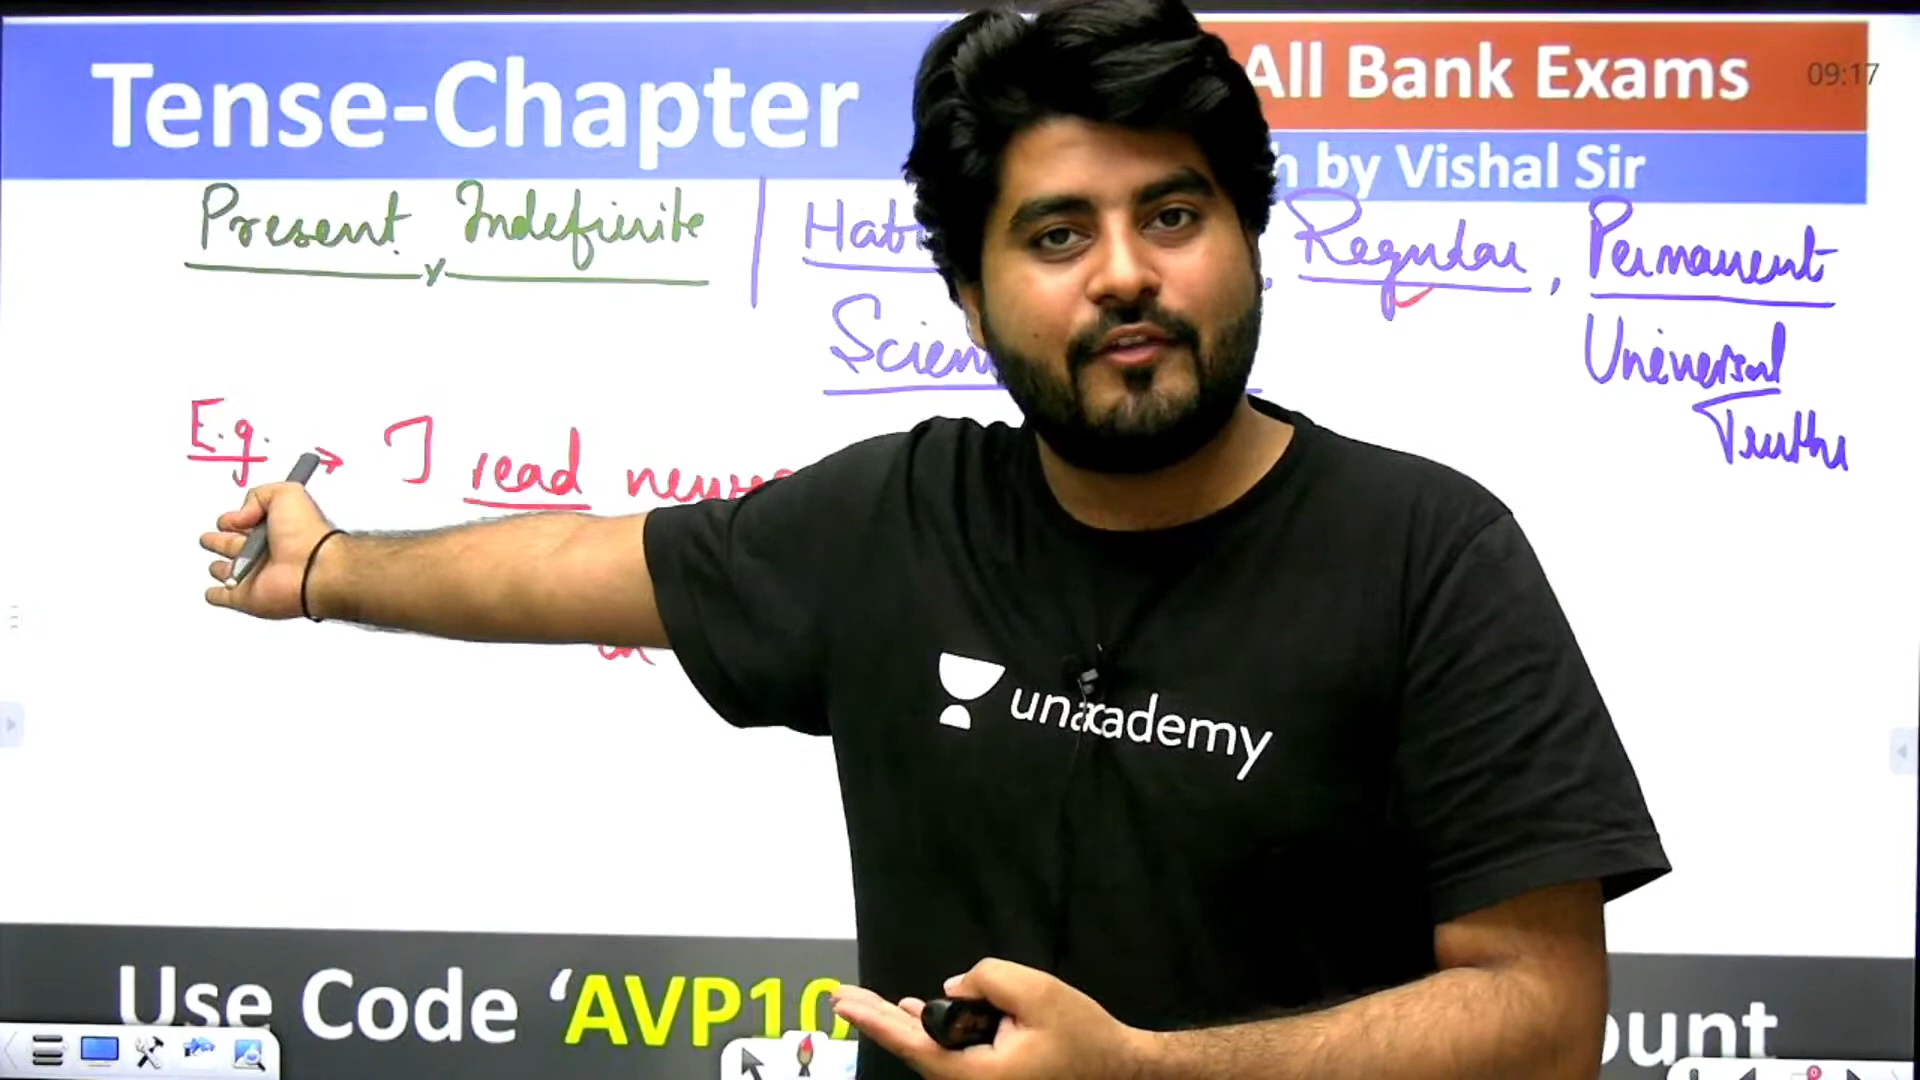 Tense-Chapter
All Bank Exams
09:17
by Vishal Sir
Present Indefinite
Regular, Permanent
Universal
Truths
E.g. → I read
unacademy
Use Code ‘AVP10